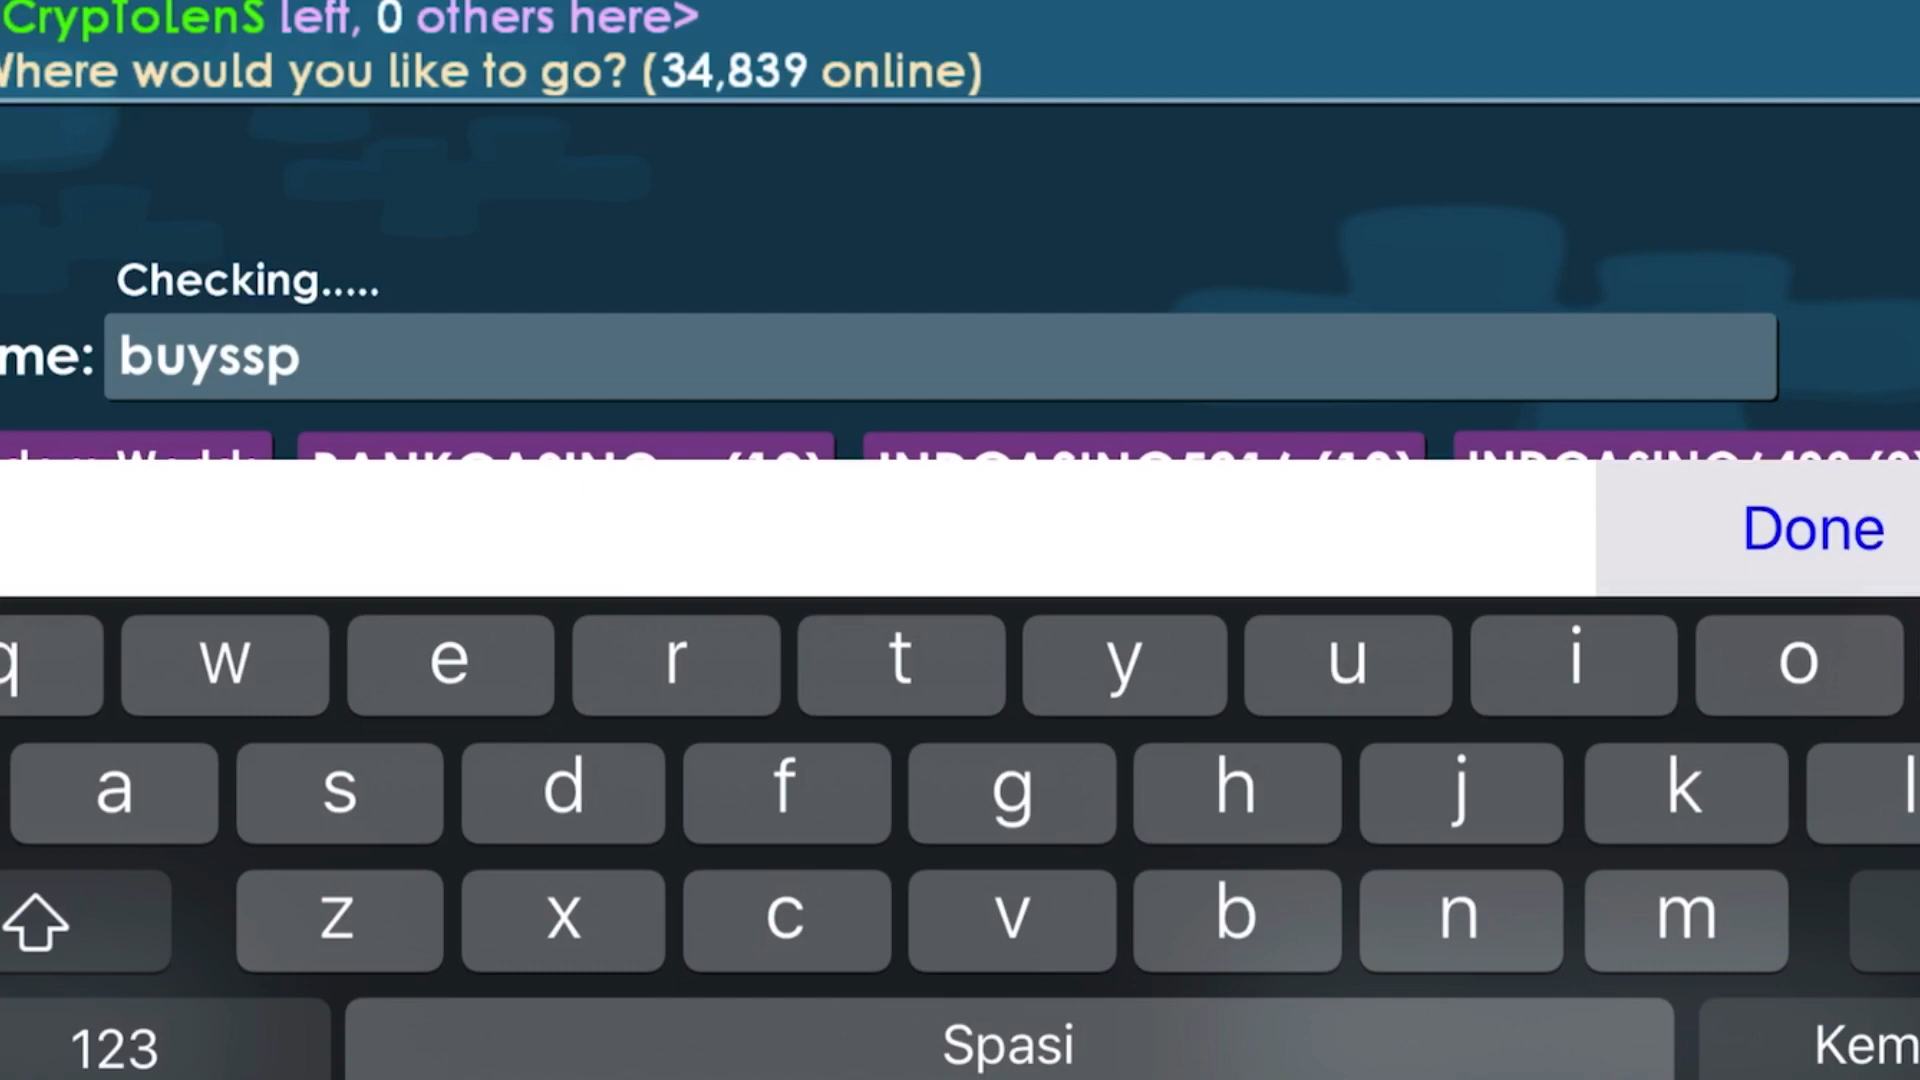 CrypToLenS left, 0 others here>
Where would you like to go? (34,839 online)
Checking.....
me: buyssp
Done
q w e r t y u i o
a s d f g h j k l
z x c v b n m
123 Spasi Kem